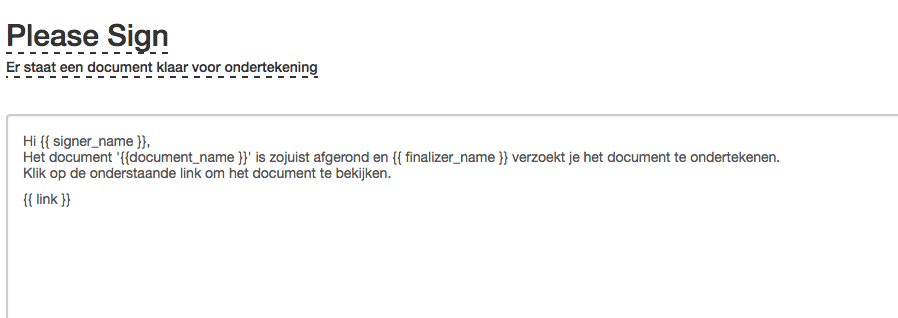 Please Sign
Er staat een document klaar voor ondertekening
Hi {{ signer_name }},
Het document '{{document_name }}' is zojuist afgerond en {{ finalizer_name }} verzoekt je het document te ondertekenen.
Klik op de onderstaande link om het document te bekijken.
{{ link }}